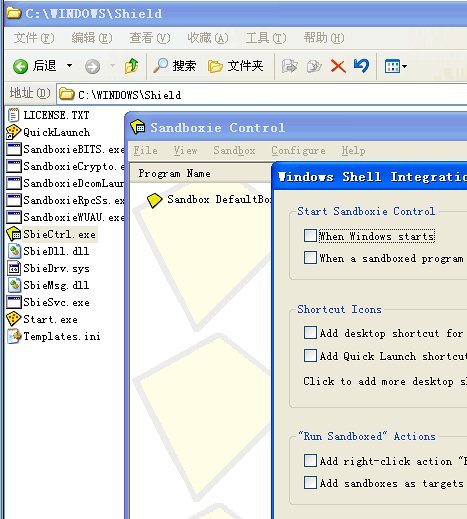 C:\WINDOWS\Shield
文件(F) 编辑(E) 查看(V) 收藏(A) 工具(T) 帮助(H)
后退 搜索 文件夹
地址(D) C:\WINDOWS\Shield
LICENSE.TXT
QuickLaunch
SandboxieBITS.exe
SandboxieCrypto.exe
SandboxieDcomLau
SandboxieRpcSs.e
SandboxieWUAU.ex
SbieCtrl.exe
SbieDll.dll
SbieDrv.sys
SbieMsg.dll
SbieSvc.exe
Start.exe
Templates.ini
Sandboxie Control
File View Sandbox Configure Help
Program Name
Sandbox DefaultBo
Windows Shell Integratio
Start Sandboxie Control
When Windows starts
When a sandboxed program
Shortcut Icons
Add desktop shortcut for
Add Quick Launch shortcu
Click to add more desktop s
"Run Sandboxed" Actions
Add right-click action "R
Add sandboxes as targets